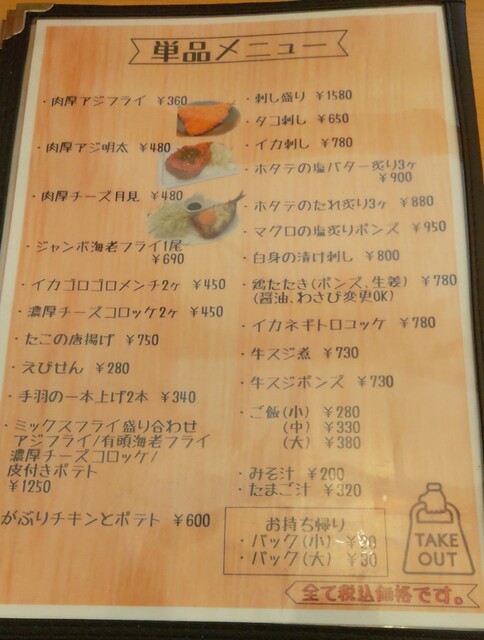 単品メニュー
・肉厚アジフライ ￥360
・肉厚アジ明太 ￥480
・肉厚チーズ月見 ￥480
・ジャンボ海老フライ1尾
￥690
・イカゴロゴロメンチ2ヶ ￥450
・濃厚チーズコロッケ2ヶ ￥450
・たこの唐揚げ ￥750
・えびせん ￥280
・手羽の一本上げ2本 ￥340
・ミックスフライ盛り合わせ
アジフライ/有頭海老フライ
濃厚チーズコロッケ/
皮付きポテト
￥1250
がぶりチキンとポテト ￥600
・刺し盛り ￥1580
・タコ刺し ￥650
・イカ刺し ￥780
・ホタテの塩バター炙り3ヶ
￥900
・ホタテのたれ炙り3ヶ ￥880
・マグロの塩炙りポンズ ￥950
・白身の漬け刺し ￥800
・鶏たたき(ポンズ、生姜) ￥780
(醤油、わさび変更OK)
・イカネギトロユッケ ￥780
・牛スジ煮 ￥730
・牛スジポンズ ￥730
・ご飯(小) ￥280
(中) ￥330
(大) ￥380
・みそ汁 ￥200
・たまご汁 ￥320
お持ち帰り
・パック(小)
・パック(大) ￥30
TAKE
OUT
全て税込価格です。